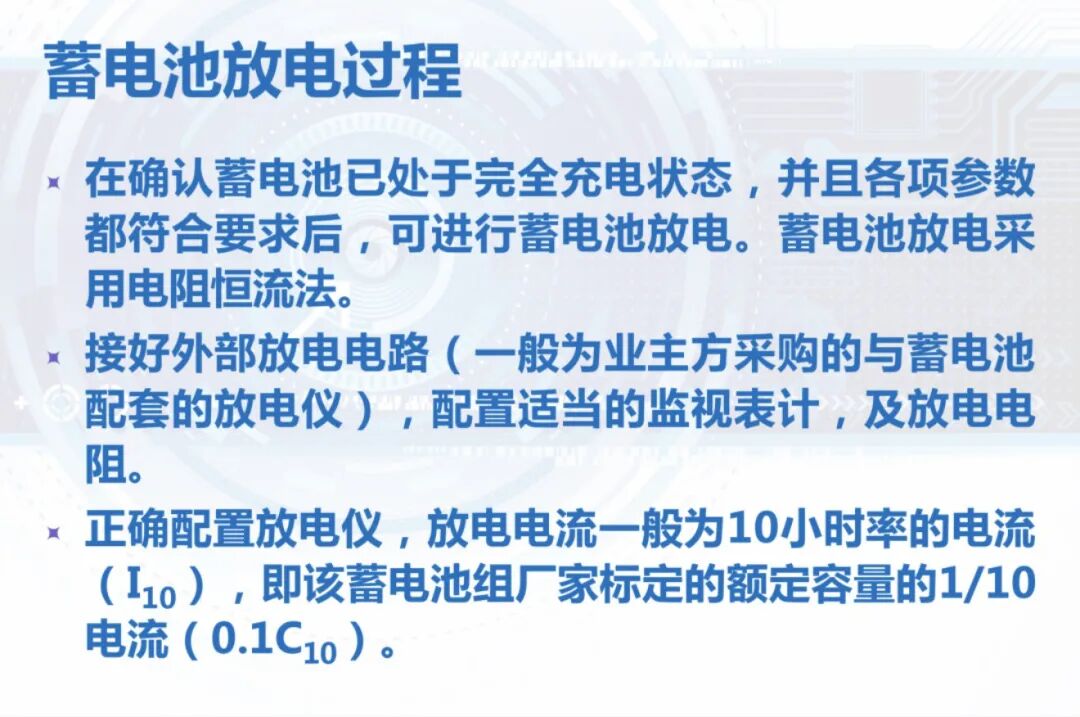 蓄电池放电过程
在确认蓄电池已处于完全充电状态，并且各项参数
都符合要求后，可进行蓄电池放电。蓄电池放电采
用电阻恒流法。
接好外部放电电路（一般为业主方采购的与蓄电池
配套的放电仪），配置适当的监视表计，及放电电
阻。
正确配置放电仪，放电电流一般为10小时率的电流
（I₁₀），即该蓄电池组厂家标定的额定容量的1/10
电流（0.1C₁₀）。